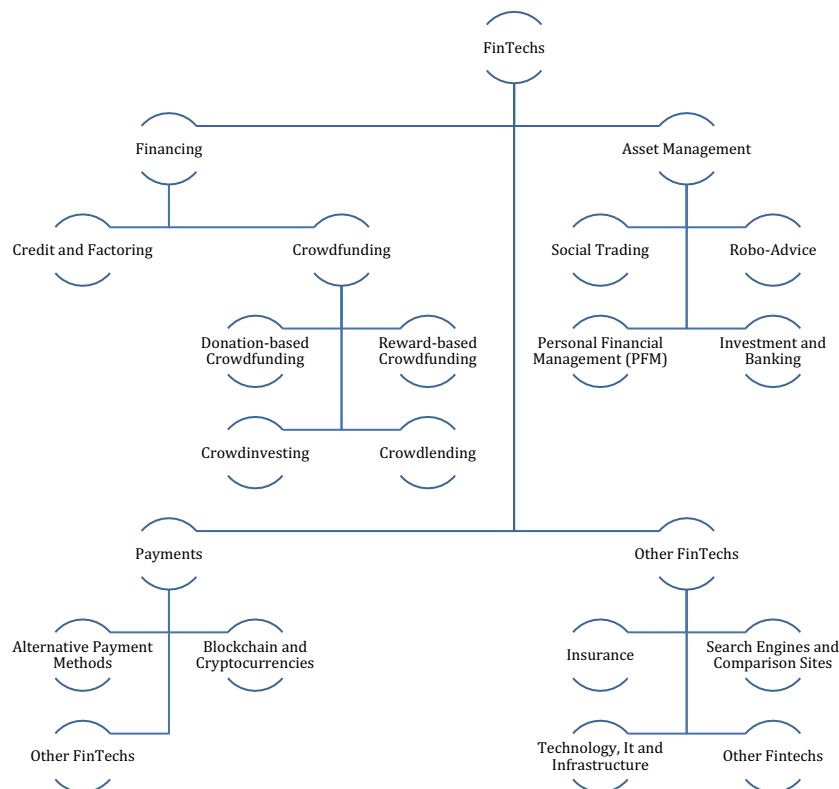 FinTechs
Financing
Asset Management
Credit and Factoring
Crowdfunding
Social Trading
Robo-Advice
Donation-based
Crowdfunding
Reward-based
Crowdfunding
Personal Financial
Management (PFM)
Investment and
Banking
Crowdinvesting
Crowdlending
Payments
Other FinTechs
Alternative Payment
Methods
Blockchain and
Cryptocurrencies
Insurance
Search Engines and
Comparison Sites
Other FinTechs
Technology, It and
Infrastructure
Other Fintechs